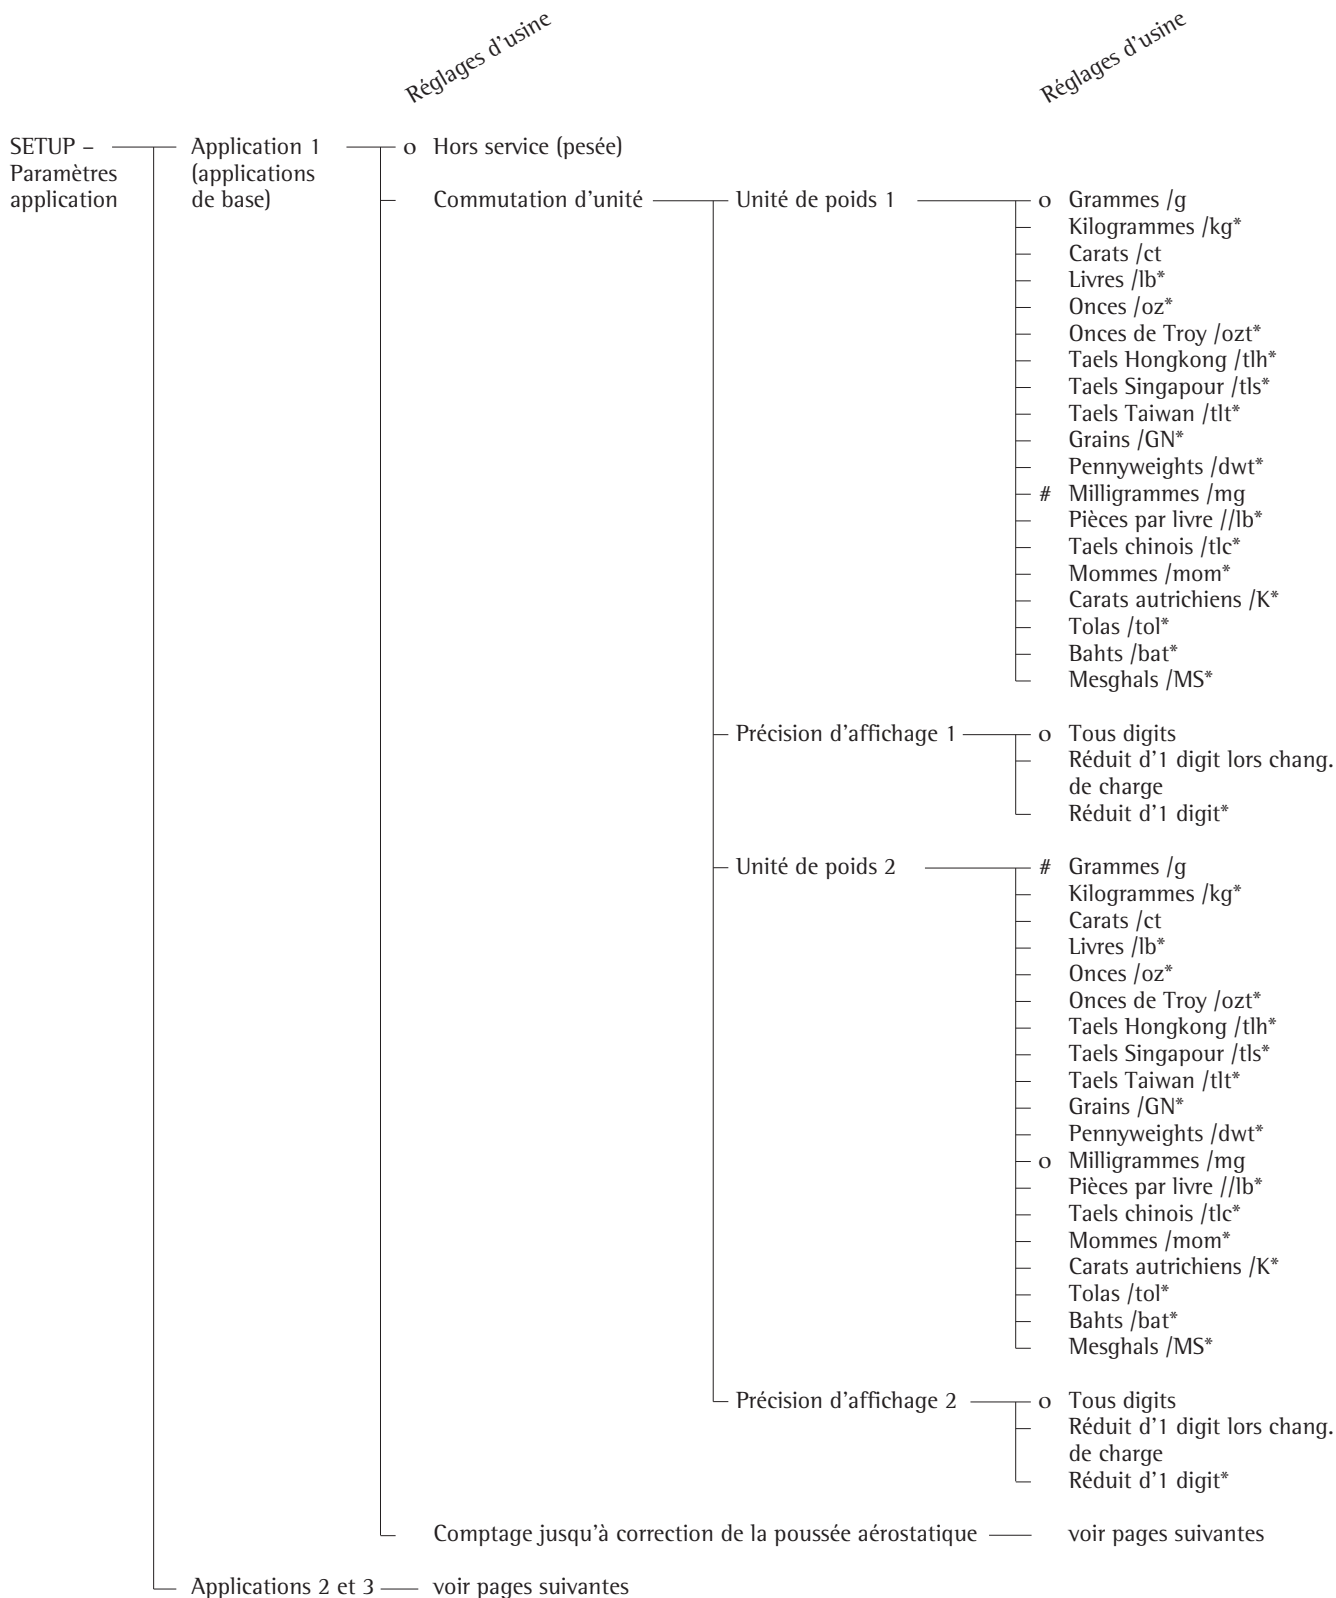 Réglages d'usine
Réglages d'usine
SETUP – Application 1 o Hors service (pesée)
Paramètres (applications
application de base) Commutation d'unité Unité de poids 1 o Grammes /g
Kilogrammes /kg*
Carats /ct
Livres /lb*
Onces /oz*
Onces de Troy /ozt*
Taels Hongkong /tlh*
Taels Singapour /tls*
Taels Taiwan /tlt*
Grains /GN*
Pennyweights /dwt*
# Milligrammes /mg
Pièces par livre //lb*
Taels chinois /tlc*
Mommes /mom*
Carats autrichiens /K*
Tolas /tol*
Bahts /bat*
Mesghals /MS*
Précision d'affichage 1 o Tous digits
Réduit d'1 digit lors chang.
de charge
Réduit d'1 digit*
Unité de poids 2 # Grammes /g
Kilogrammes /kg*
Carats /ct
Livres /lb*
Onces /oz*
Onces de Troy /ozt*
Taels Hongkong /tlh*
Taels Singapour /tls*
Taels Taiwan /tlt*
Grains /GN*
Pennyweights /dwt*
o Milligrammes /mg
Pièces par livre //lb*
Taels chinois /tlc*
Mommes /mom*
Carats autrichiens /K*
Tolas /tol*
Bahts /bat*
Mesghals /MS*
Précision d'affichage 2 o Tous digits
Réduit d'1 digit lors chang.
de charge
Réduit d'1 digit*
Comptage jusqu'à correction de la poussée aérostatique voir pages suivantes
Applications 2 et 3 voir pages suivantes